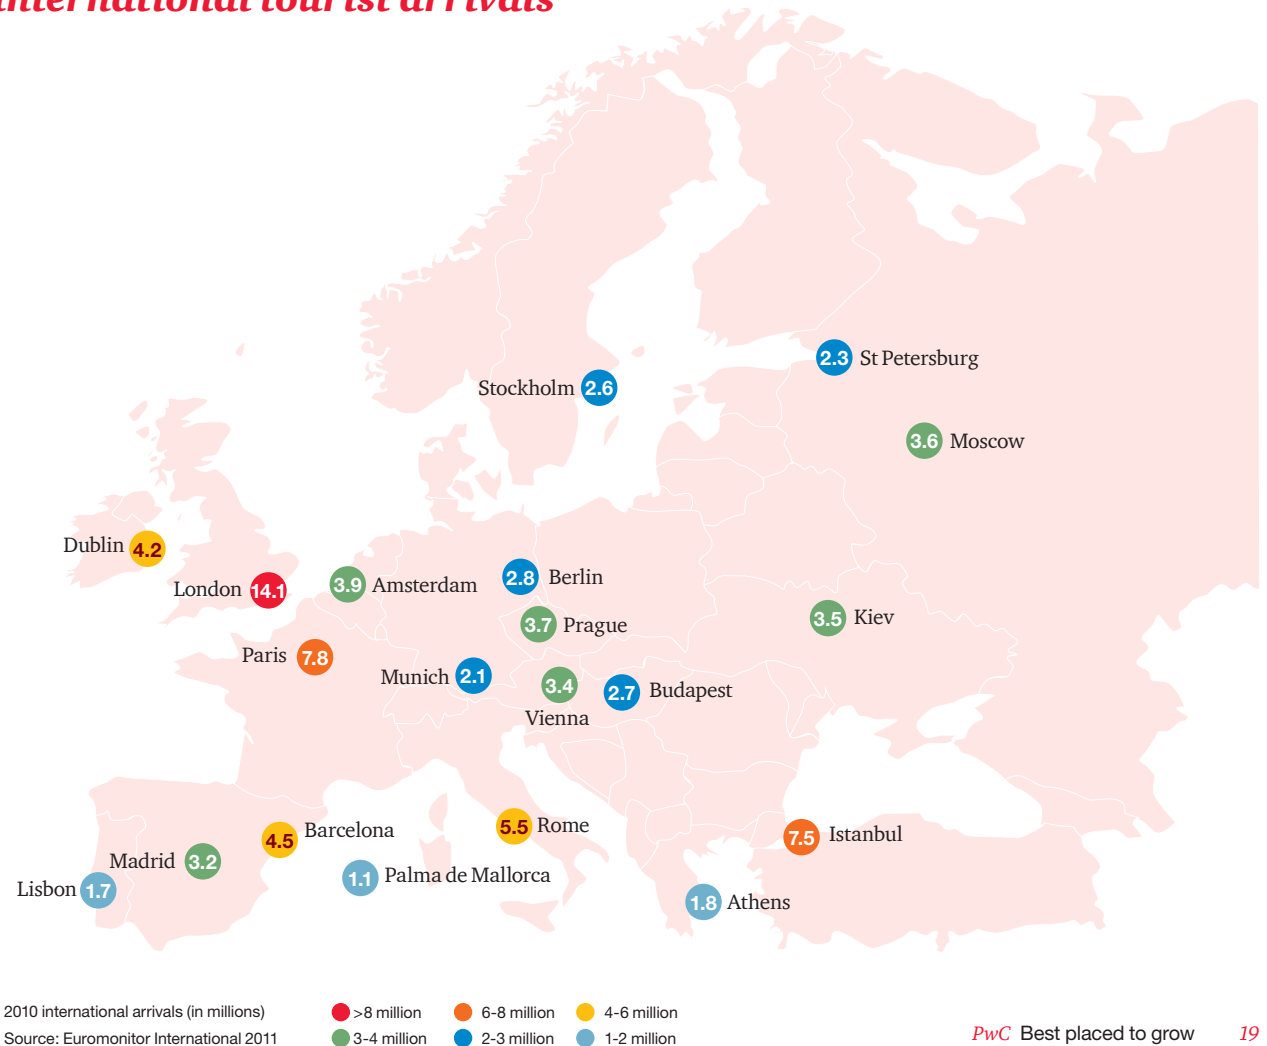 international tourist arrivals
2.3 St Petersburg
Stockholm 2.6
3.6 Moscow
Dublin 4.2
London 14.1
3.9 Amsterdam
2.8 Berlin
3.7 Prague
3.5 Kiev
Paris 7.8
Munich 2.1
3.4
Vienna
2.7 Budapest
4.5 Barcelona
5.5 Rome
7.5 Istanbul
Madrid 3.2
1.1 Palma de Mallorca
Lisbon 1.7
1.8 Athens
2010 international arrivals (in millions)
>8 million
6-8 million
4-6 million
Source: Euromonitor International 2011
3-4 million
2-3 million
1-2 million
PwC Best placed to grow 19